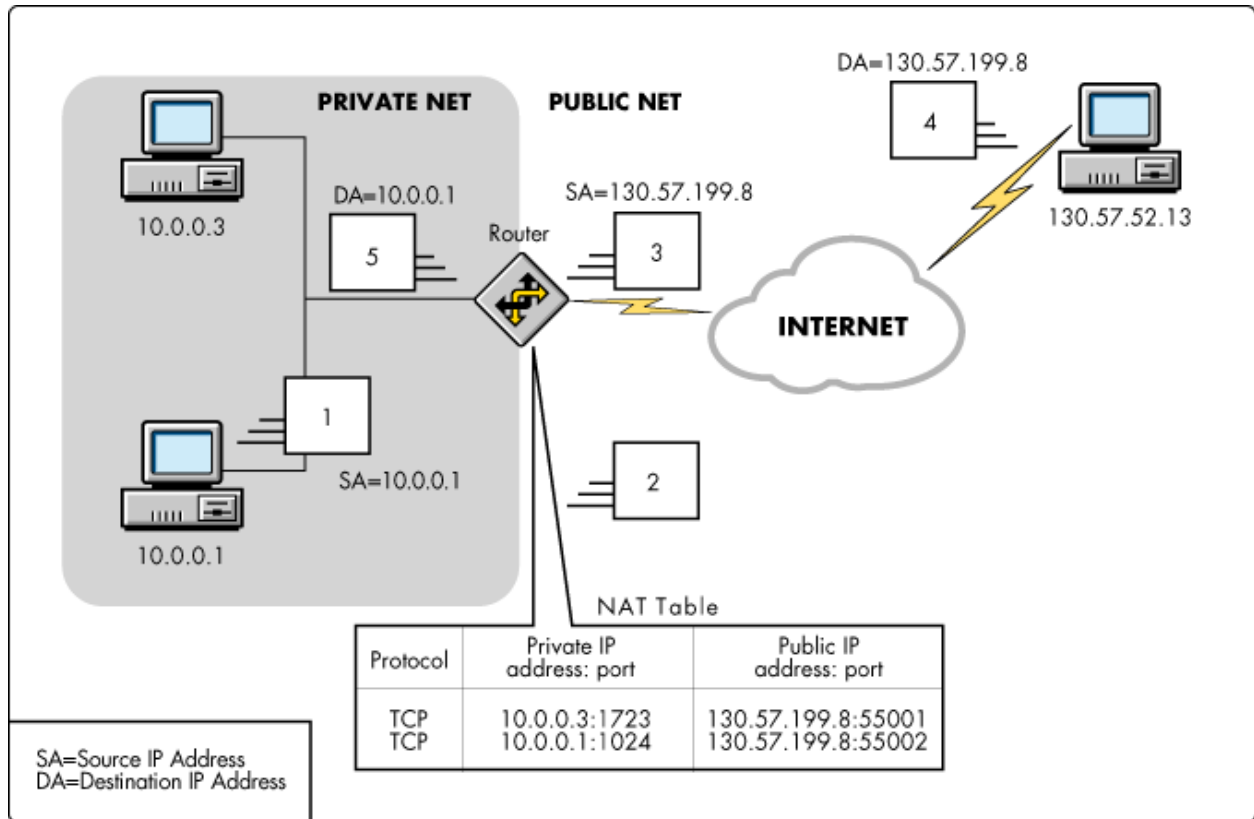 PRIVATE NET
PUBLIC NET
DA=130.57.199.8
4
10.0.0.3
DA=10.0.0.1
5
Router
SA=130.57.199.8
3
130.57.52.13
INTERNET
1
SA=10.0.0.1
10.0.0.1
2
NAT Table
Protocol
Private IP
address: port
Public IP
address: port
TCP 10.0.0.3:1723 130.57.199.8:55001
TCP 10.0.0.1:1024 130.57.199.8:55002
SA=Source IP Address
DA=Destination IP Address